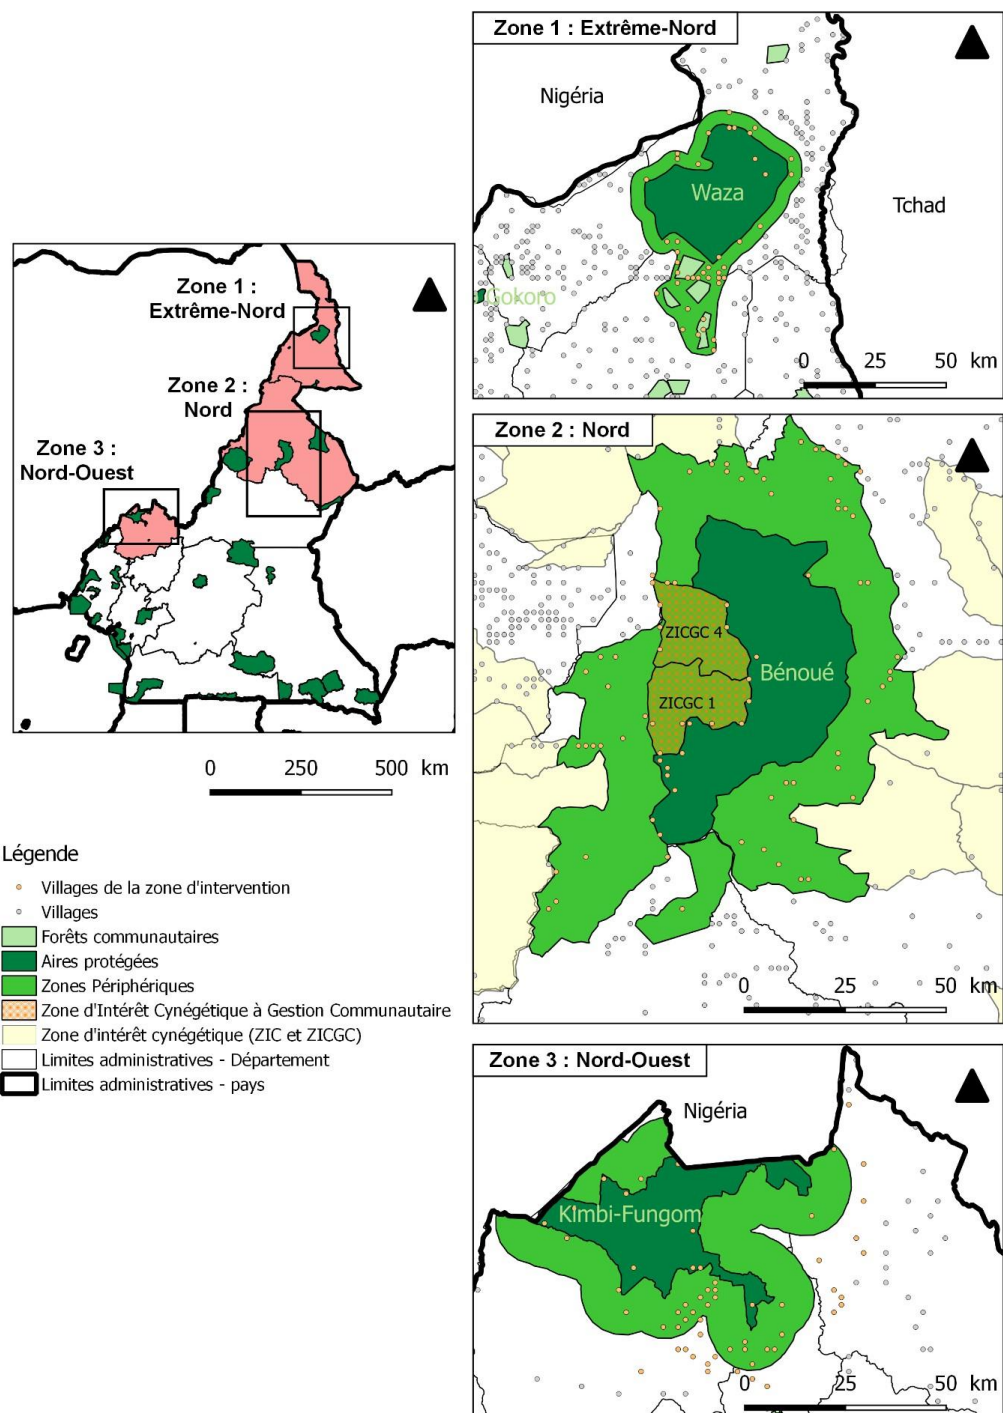 Zone 1 :
Extrême-Nord
Zone 2 :
Nord
Zone 3 :
Nord-Ouest
0 250 500 km
Légende
Villages de la zone d'intervention
Villages
Forêts communautaires
Aires protégées
Zones Périphériques
Zone d'Intérêt Cynégétique à Gestion Communautaire
Zone d'intérêt cynégétique (ZIC et ZICGC)
Limites administratives - Département
Limites administratives - pays
Zone 1 : Extrême-Nord
Nigéria
Waza
Tchad
Gokoro
0 25 50 km
Zone 2 : Nord
ZICGC 4
Bénoué
ZICGC 1
0 25 50 km
Zone 3 : Nord-Ouest
Nigéria
Kimbi-Fungom
0 25 50 km